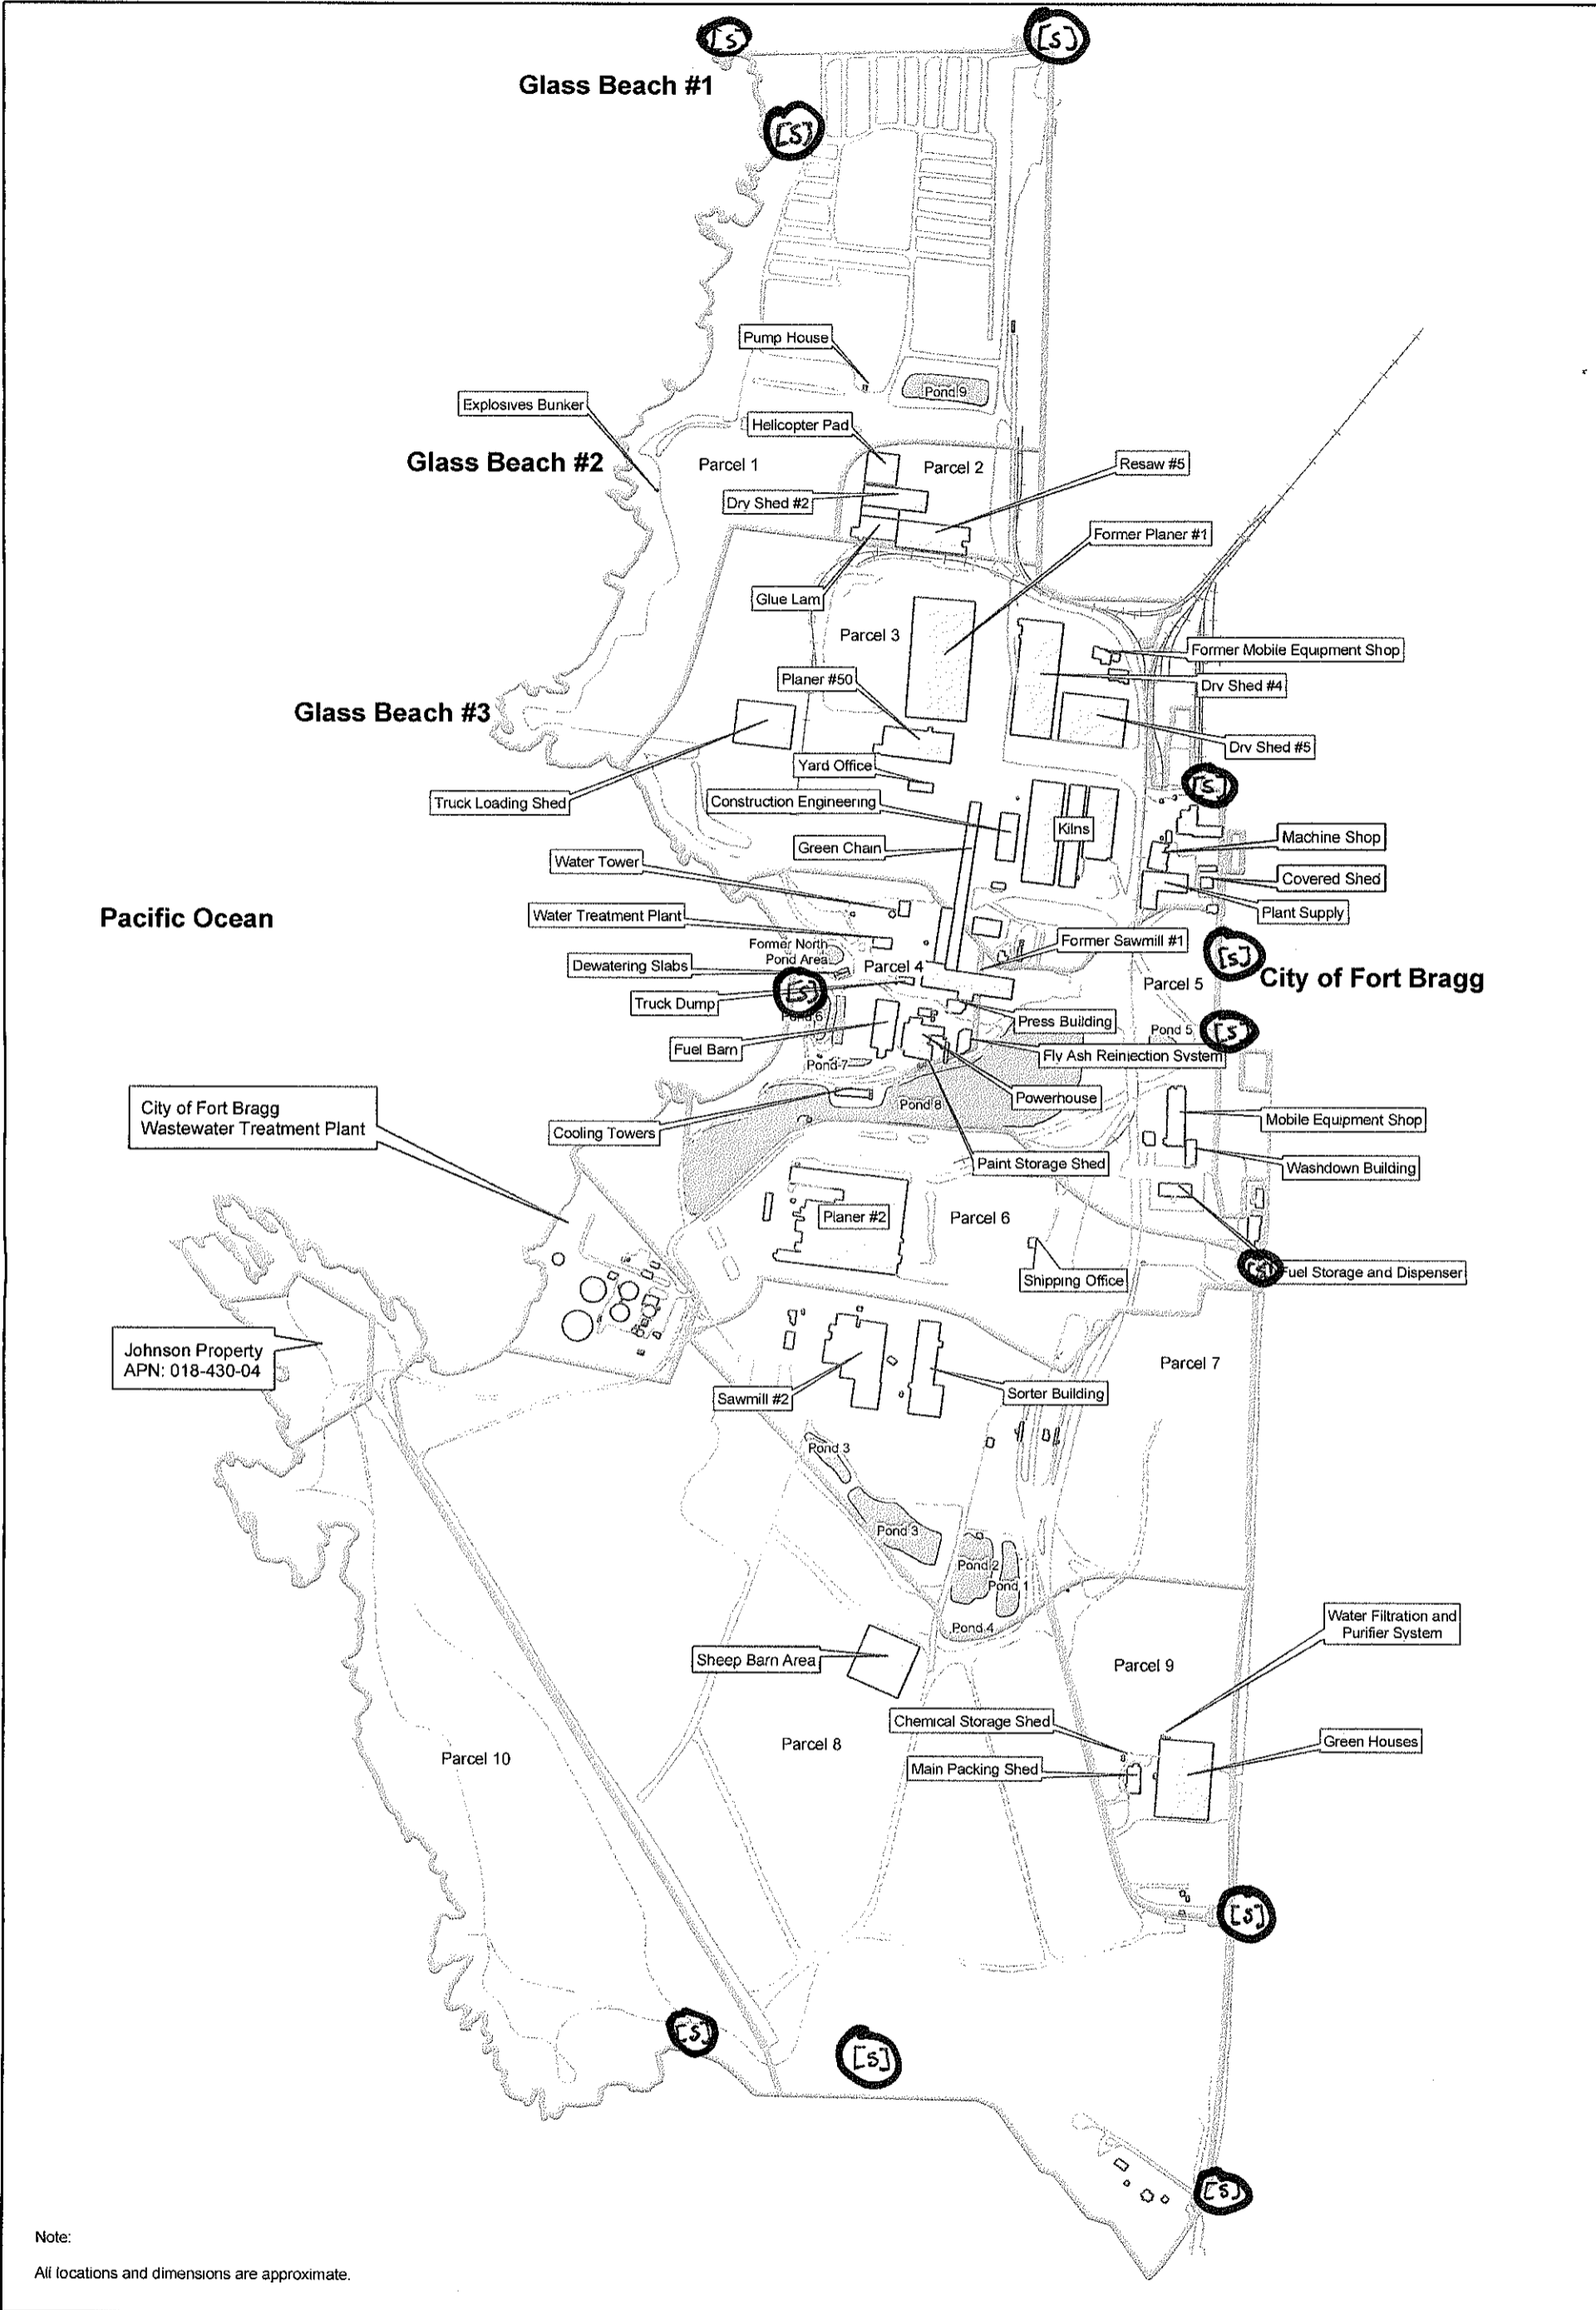 [S]
[S]
Glass Beach #1
[S]
Pump House
Pond 9
Explosives Bunker
Helicopter Pad
Glass Beach #2
Parcel 1
Parcel 2
Resaw #5
Dry Shed #2
Former Planer #1
Glue Lam
Parcel 3
Former Mobile Equipment Shop
Planer #50
Dry Shed #4
Glass Beach #3
Dry Shed #5
Yard Office
[S]
Truck Loading Shed
Construction Engineering
Kilns
Machine Shop
Green Chain
Water Tower
Covered Shed
Pacific Ocean
Water Treatment Plant
Plant Supply
Former North
Pond Area
Former Sawmill #1
[S]
Dewatering Slabs
Parcel 4
City of Fort Bragg
Parcel 5
[S]
Truck Dump
Pond 6
Press Building
Pond 5
[S]
Fuel Barn
Fly Ash Reinjection System
Pond 7
Powerhouse
Pond 8
City of Fort Bragg
Wastewater Treatment Plant
Mobile Equipment Shop
Cooling Towers
Paint Storage Shed
Washdown Building
Planer #2
Parcel 6
Shipping Office
[S]
Fuel Storage and Dispenser
Johnson Property
APN: 018-430-04
Parcel 7
Sawmill #2
Sorter Building
Pond 3
Pond 3
Pond 2
Pond 1
Pond 4
Water Filtration and
Purifier System
Sheep Barn Area
Parcel 9
Chemical Storage Shed
Parcel 10
Parcel 8
Green Houses
Main Packing Shed
[S]
[S]
[S]
[S]
Note:
All locations and dimensions are approximate.